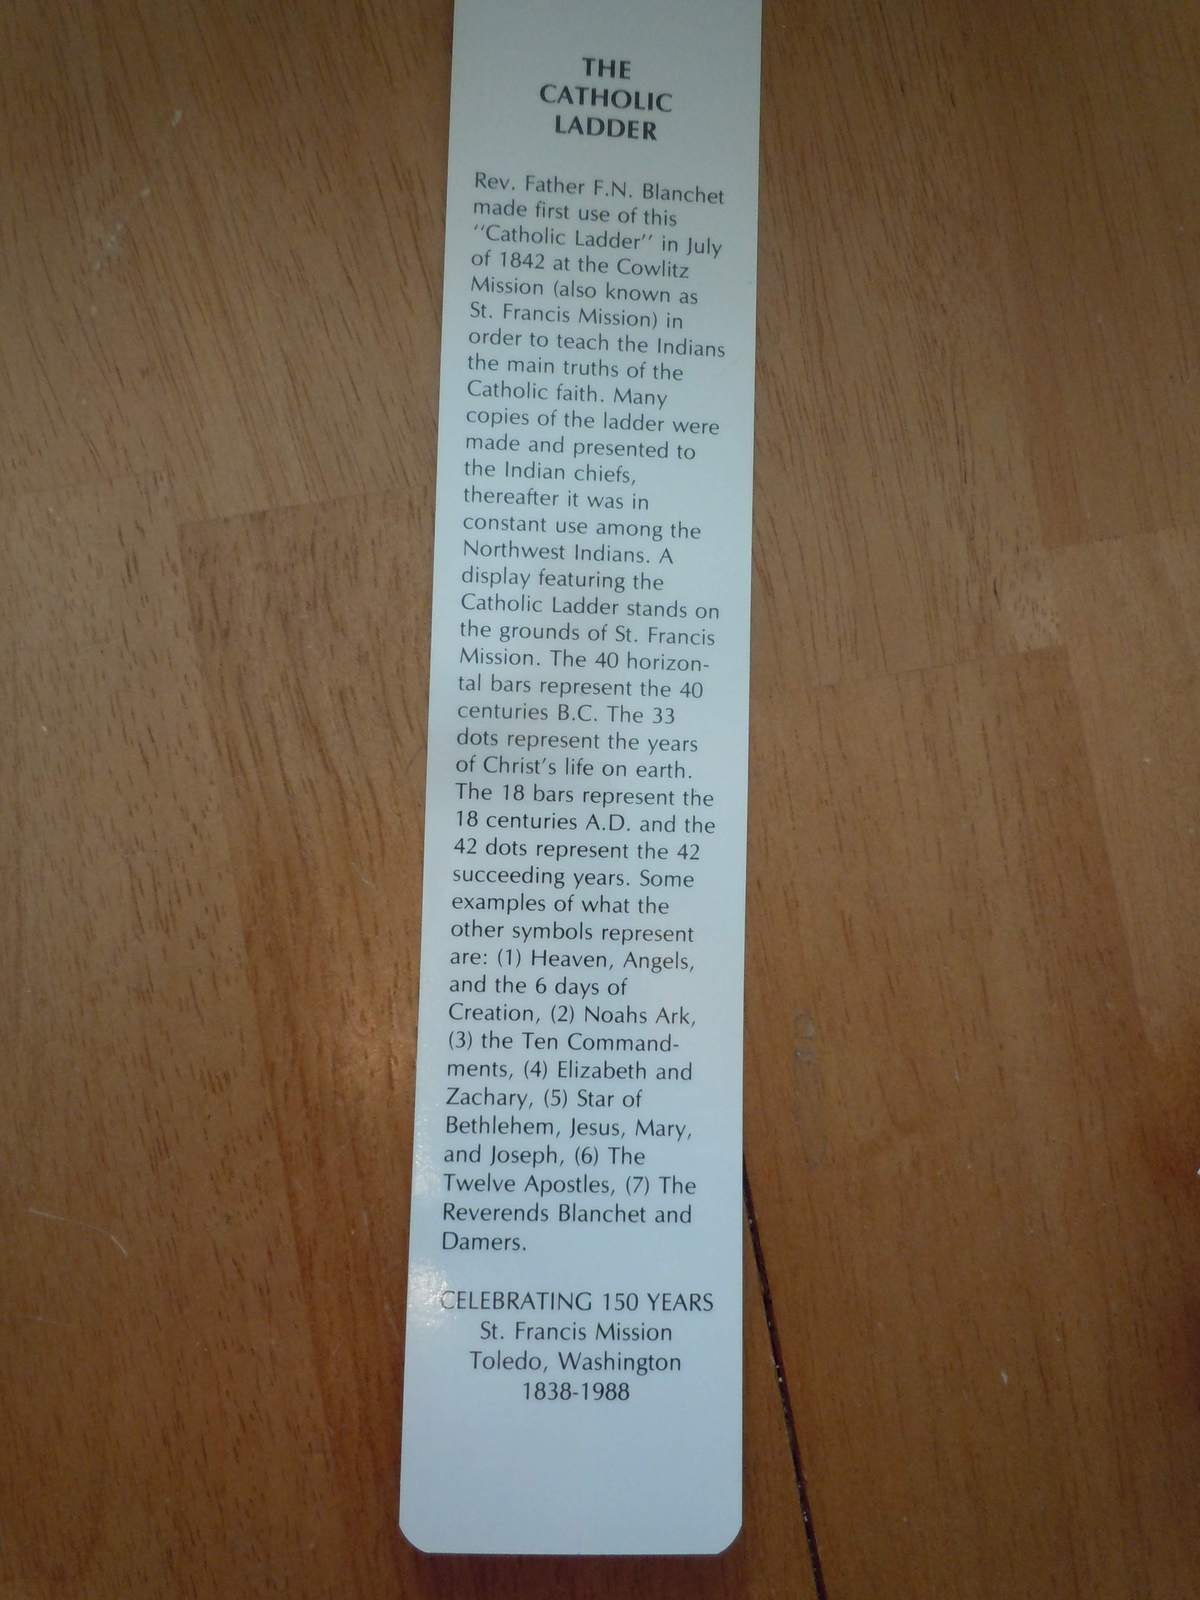 THE
CATHOLIC
LADDER
Rev. Father F.N. Blanchet
made first use of this
‘‘Catholic Ladder’’ in July
of 1842 at the Cowlitz
Mission (also known as
St. Francis Mission) in
order to teach the Indians
the main truths of the
Catholic faith. Many
copies of the ladder were
made and presented to
the Indian chiefs,
thereafter it was in
constant use among the
Northwest Indians. A
display featuring the
Catholic Ladder stands on
the grounds of St. Francis
Mission. The 40 horizon-
tal bars represent the 40
centuries B.C. The 33
dots represent the years
of Christ's life on earth.
The 18 bars represent the
18 centuries A.D. and the
42 dots represent the 42
succeeding years. Some
examples of what the
other symbols represent
are: (1) Heaven, Angels,
and the 6 days of
Creation, (2) Noahs Ark,
(3) the Ten Command-
ments, (4) Elizabeth and
Zachary, (5) Star of
Bethlehem, Jesus, Mary,
and Joseph, (6) The
Twelve Apostles, (7) The
Reverends Blanchet and
Damers.
CELEBRATING 150 YEARS
St. Francis Mission
Toledo, Washington
1838-1988